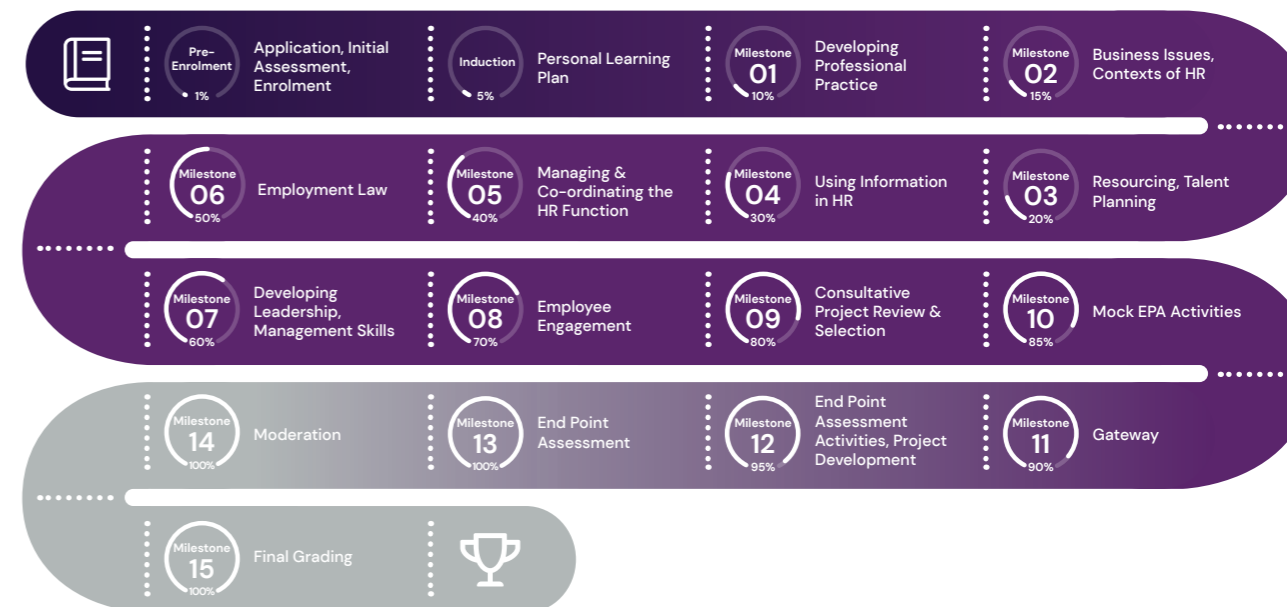 Pre-
Enrolment
1%
Application, Initial
Assessment,
Enrolment
Induction
5%
Personal Learning
Plan
Milestone
01
10%
Developing
Professional
Practice
Milestone
02
15%
Business Issues,
Contexts of HR
Milestone
03
20%
Resourcing, Talent
Planning
Milestone
04
30%
Using Information
in HR
Milestone
05
40%
Managing &
Co-ordinating the
HR Function
Milestone
06
50%
Employment Law
Milestone
07
60%
Developing
Leadership,
Management Skills
Milestone
08
70%
Employee
Engagement
Milestone
09
80%
Consultative
Project Review &
Selection
Milestone
10
85%
Mock EPA Activities
Milestone
11
90%
Gateway
Milestone
12
95%
End Point
Assessment
Activities, Project
Development
Milestone
13
100%
End Point
Assessment
Milestone
14
100%
Moderation
Milestone
15
100%
Final Grading